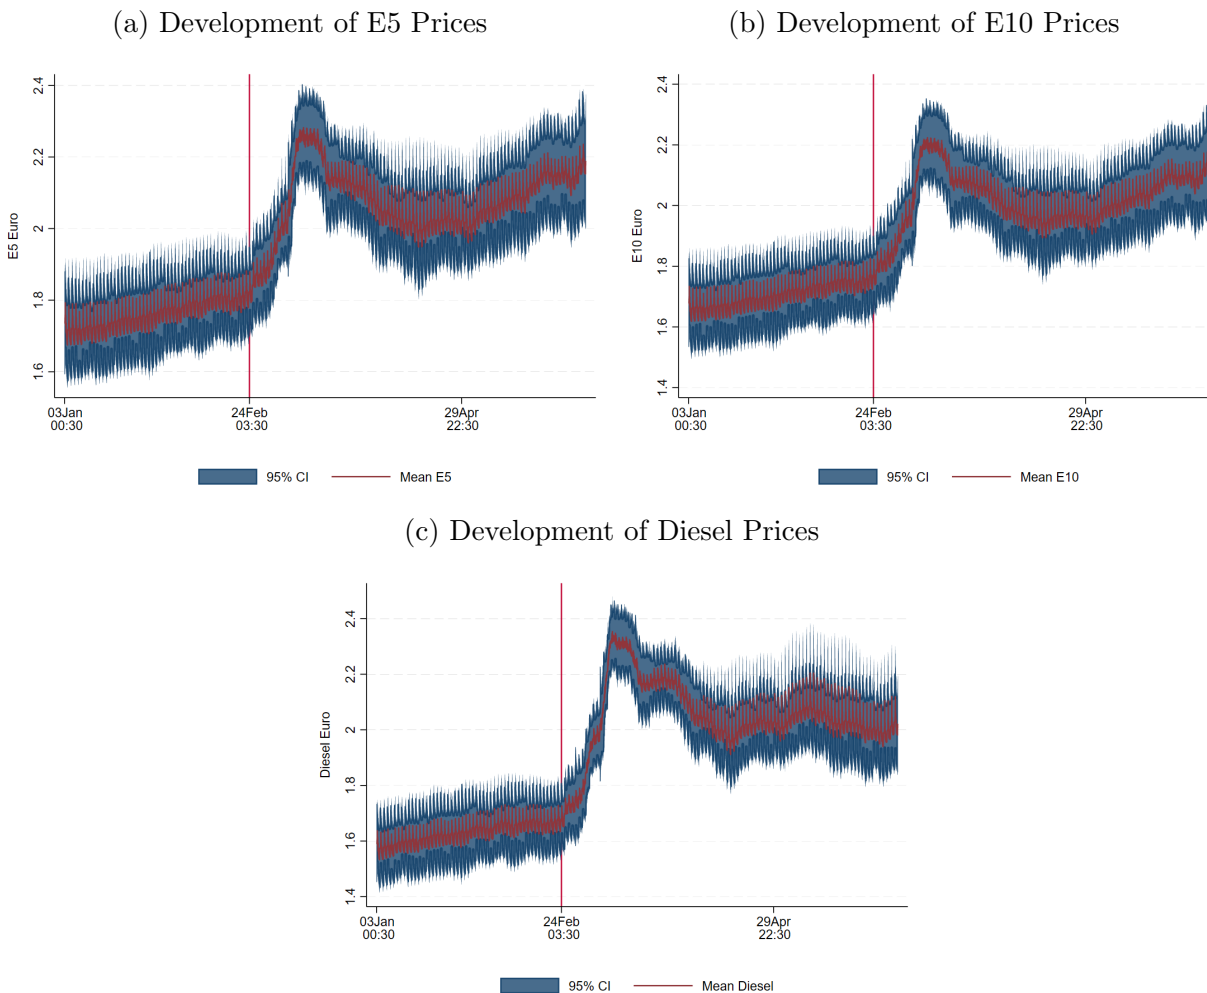 (a) Development of E5 Prices
E5 Euro
2.4
2.2
2
1.8
1.6
03Jan 00:30
24Feb 03:30
29Apr 22:30
95% CI
Mean E5
(b) Development of E10 Prices
E10 Euro
2.4
2.2
2
1.8
1.6
1.4
03Jan 00:30
24Feb 03:30
29Apr 22:30
95% CI
Mean E10
(c) Development of Diesel Prices
Diesel Euro
2.4
2.2
2
1.8
1.6
1.4
03Jan 00:30
24Feb 03:30
29Apr 22:30
95% CI
Mean Diesel